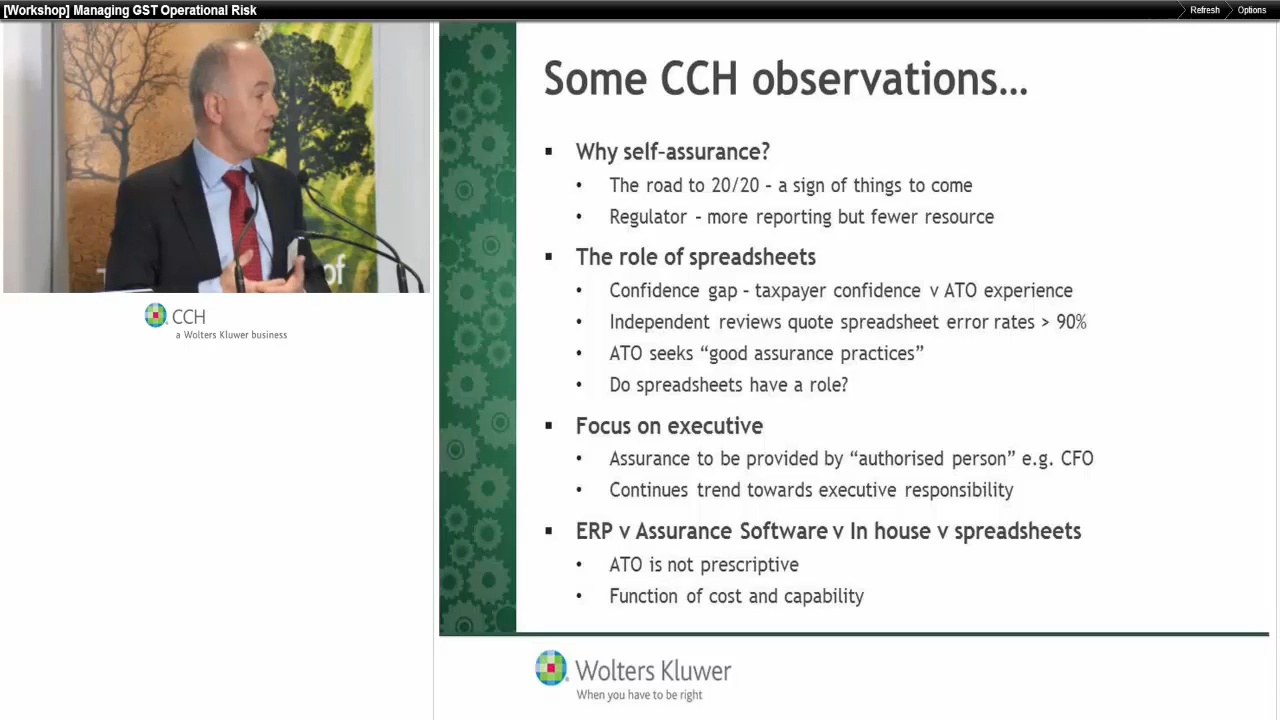 [Workshop] Managing GST Operational Risk
Refresh
Options
of
CCH
a Wolters Kluwer business
Some CCH observations...
▪ Why self-assurance?
• The road to 20/20 – a sign of things to come
• Regulator – more reporting but fewer resource
▪ The role of spreadsheets
• Confidence gap – taxpayer confidence v ATO experience
• Independent reviews quote spreadsheet error rates > 90%
• ATO seeks “good assurance practices”
• Do spreadsheets have a role?
▪ Focus on executive
• Assurance to be provided by “authorised person” e.g. CFO
• Continues trend towards executive responsibility
▪ ERP v Assurance Software v In house v spreadsheets
• ATO is not prescriptive
• Function of cost and capability
Wolters Kluwer
When you have to be right